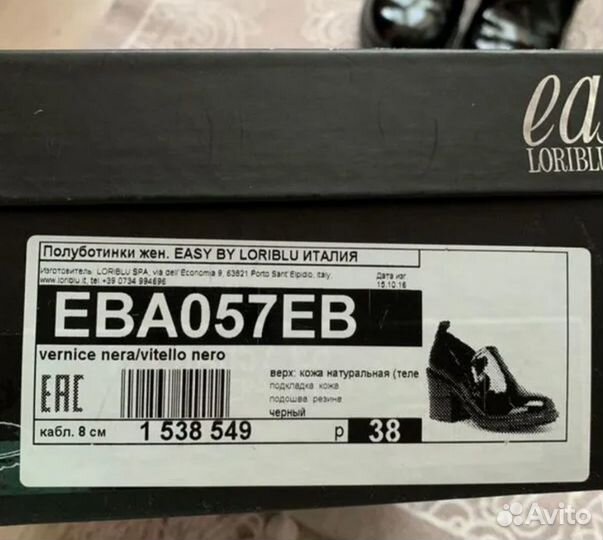 eas
LORIBLU
Полуботинки жен. EASY BY LORIBLU ИТАЛИЯ
Изготовитель: LORIBLU SPA, via dell'Economia 9, 63821 Porto Sant'Elpidio, Italy,
www.loriblu.it, tel +39 0734 994696
Дата изг
15.10.16
EBA057EB
vernice nera/vitello nero
верх: кожа натуральная (теле
подкладка кожа
подошва резина
черный
EAC
кабл. 8 см
1 538 549
р
38
Avito